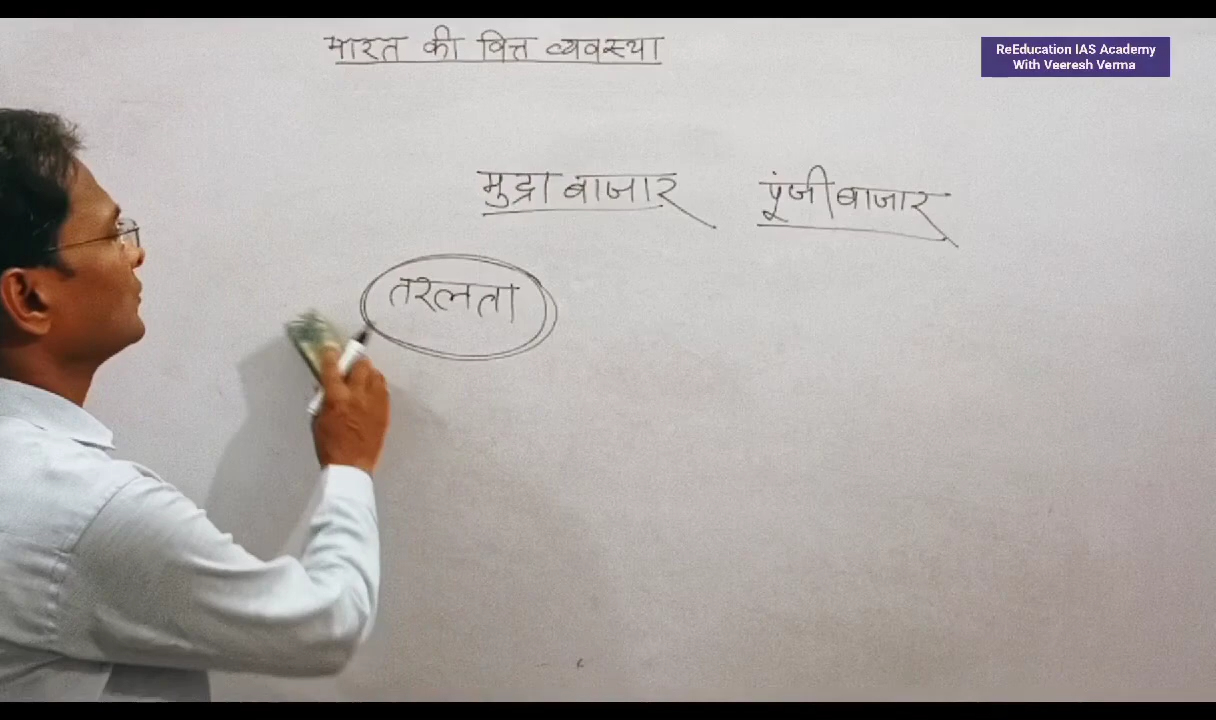 भारत की वित्त व्यवस्था
ReEducation IAS Academy
With Veeresh Verma
मुद्रा बाजार पूंजी बाजार
तरलता